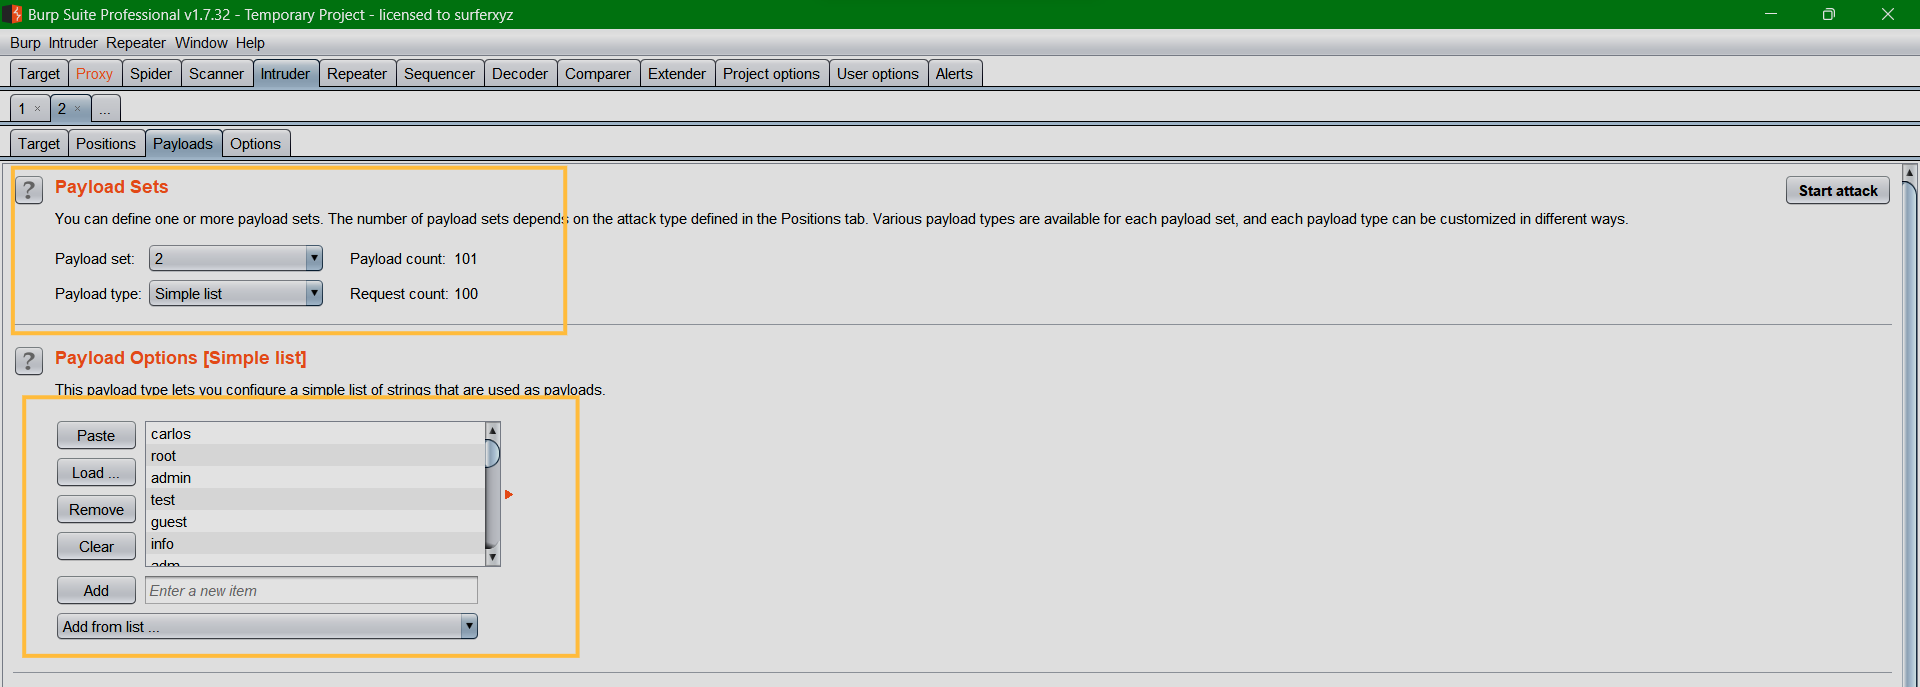 Burp Suite Professional v1.7.32 - Temporary Project - licensed to surferxyz
Burp Intruder Repeater Window Help
Target Proxy Spider Scanner Intruder Repeater Sequencer Decoder Comparer Extender Project options User options Alerts
1 × 2 × ...
Target Positions Payloads Options
? Payload Sets
Start attack
You can define one or more payload sets. The number of payload sets depends on the attack type defined in the Positions tab. Various payload types are available for each payload set, and each payload type can be customized in different ways.
Payload set: 2 Payload count: 101
Payload type: Simple list Request count: 100
? Payload Options [Simple list]
This payload type lets you configure a simple list of strings that are used as payloads.
Paste carlos
root
Load ... admin
test
Remove guest
Clear info
adm
Add Enter a new item
Add from list ...